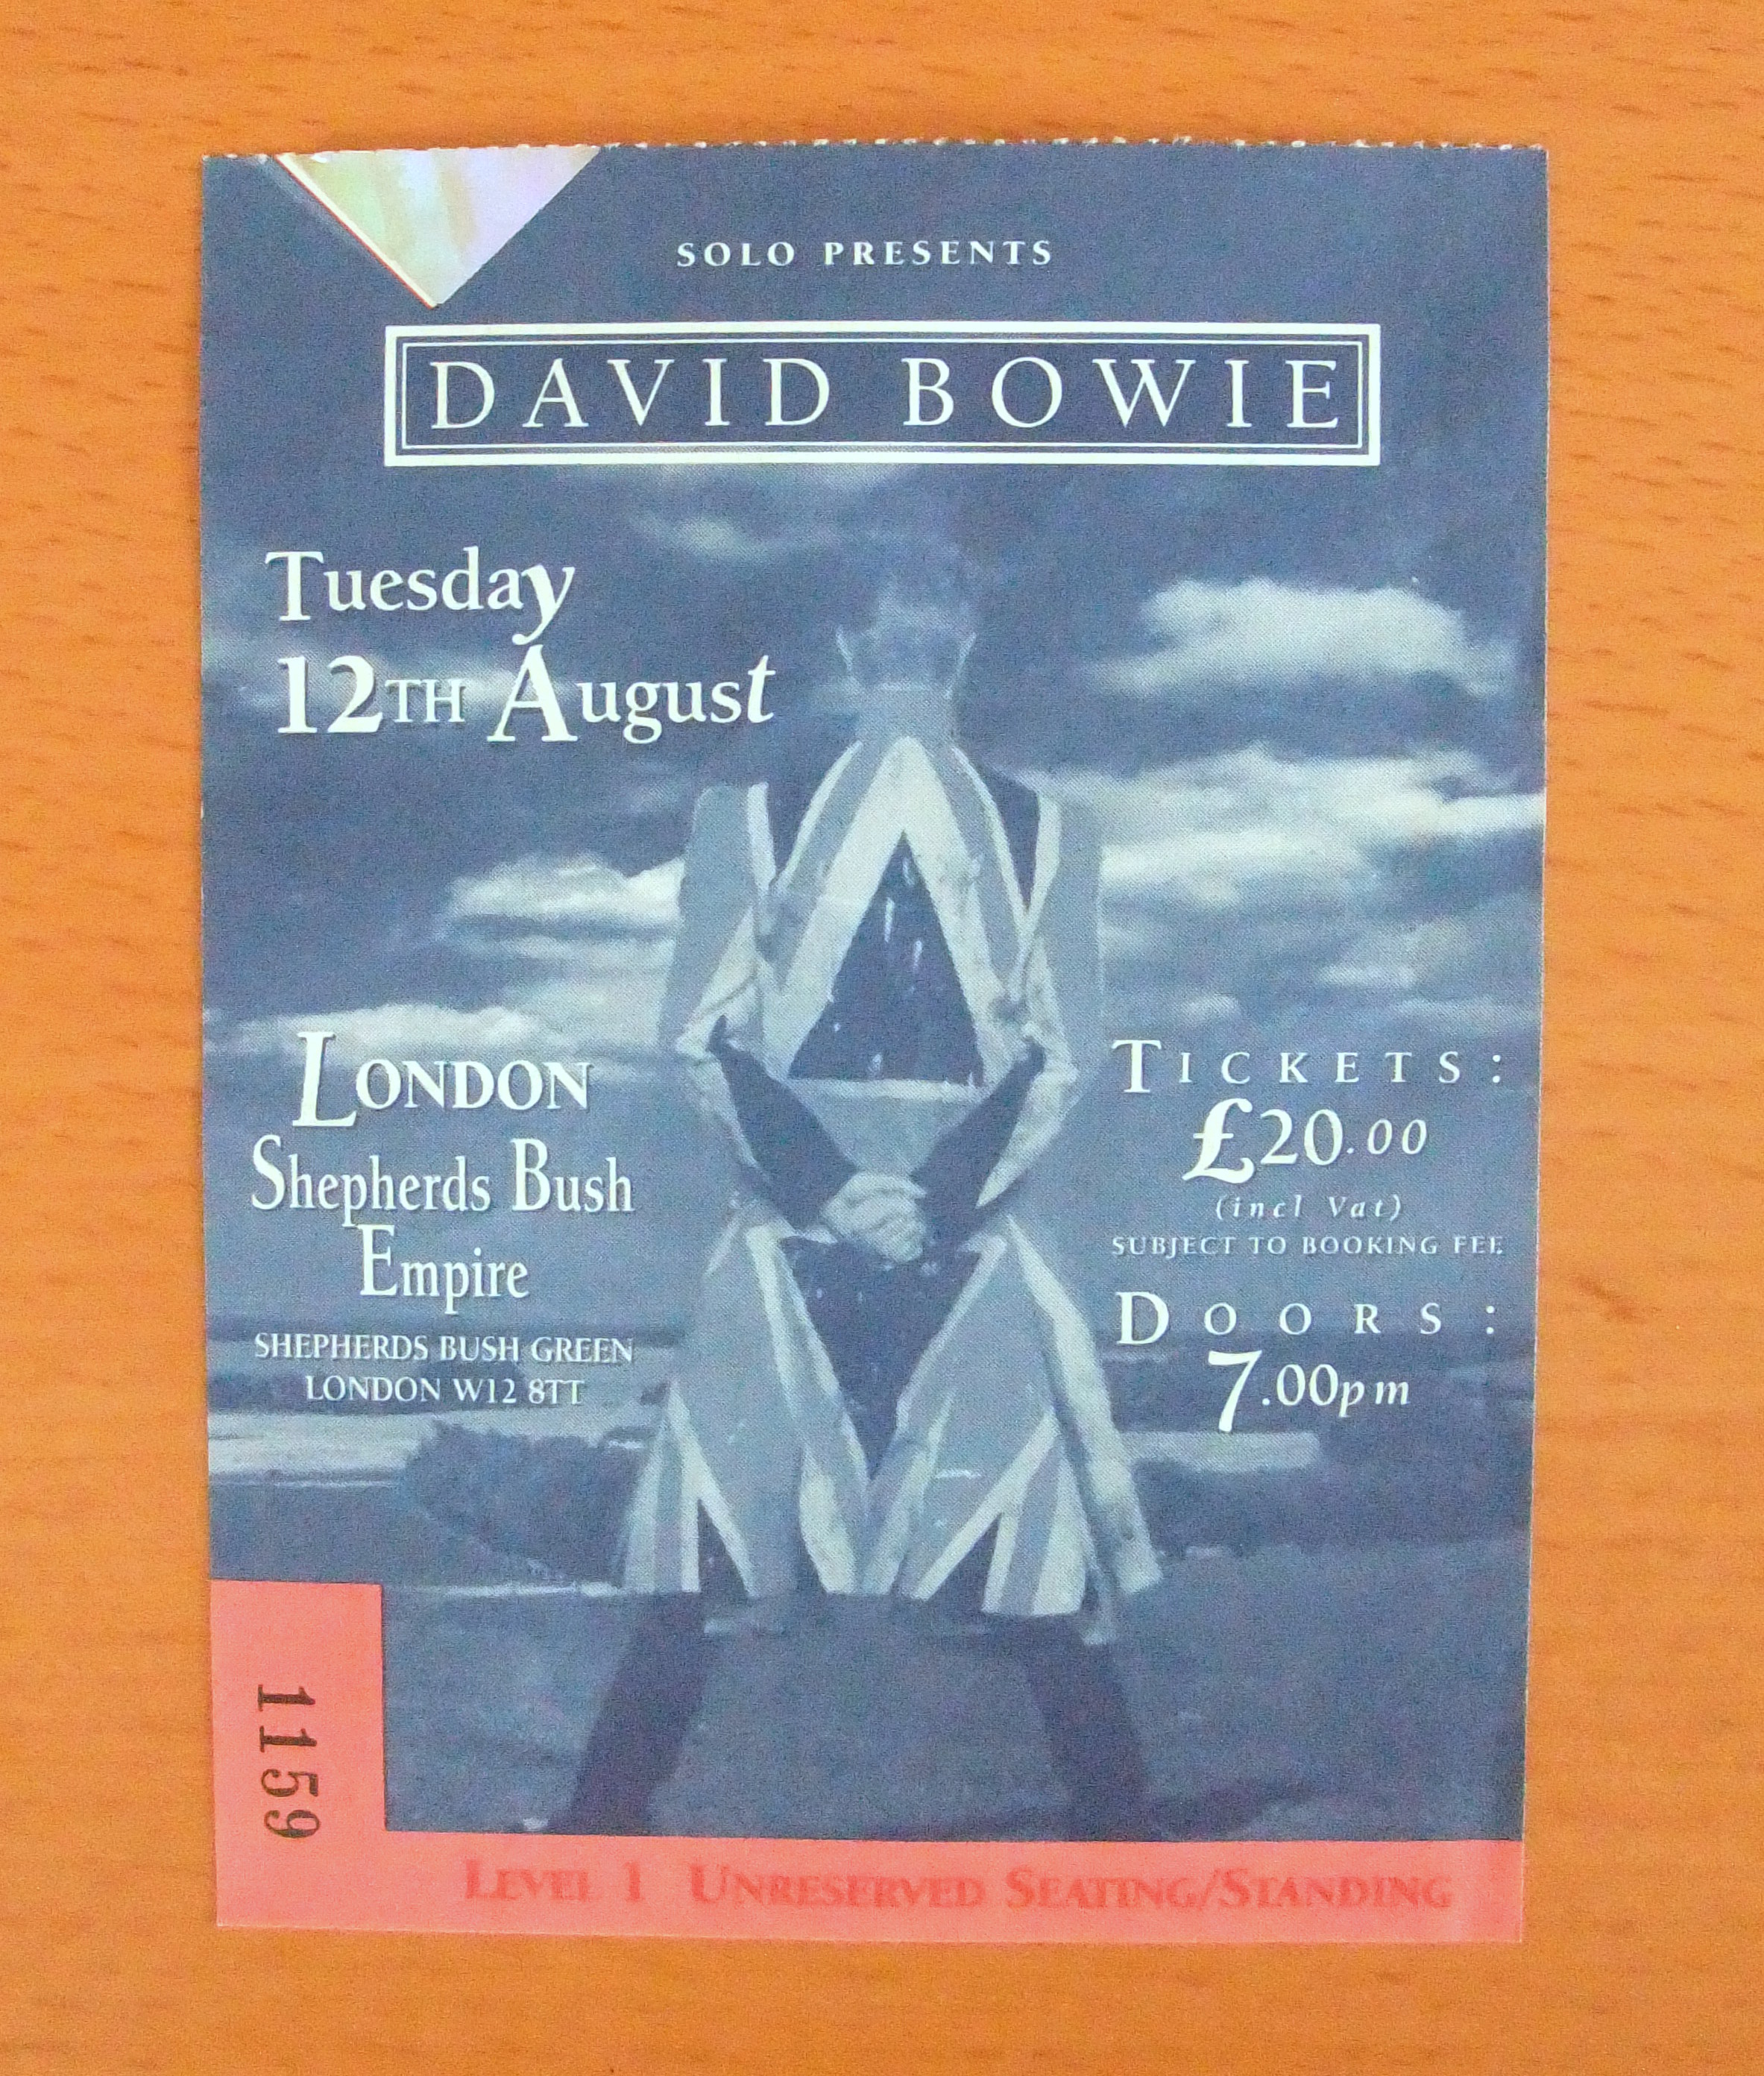 SOLO PRESENTS
DAVID BOWIE
Tuesday
12TH August
LONDON
Shepherds Bush
Empire
SHEPHERDS BUSH GREEN
LONDON W12 8TT
TICKETS:
£20.00
(incl Vat)
SUBJECT TO BOOKING FEE
DOORS:
7.00pm
1159
LEVEL 1 UNRESERVED SEATING/STANDING